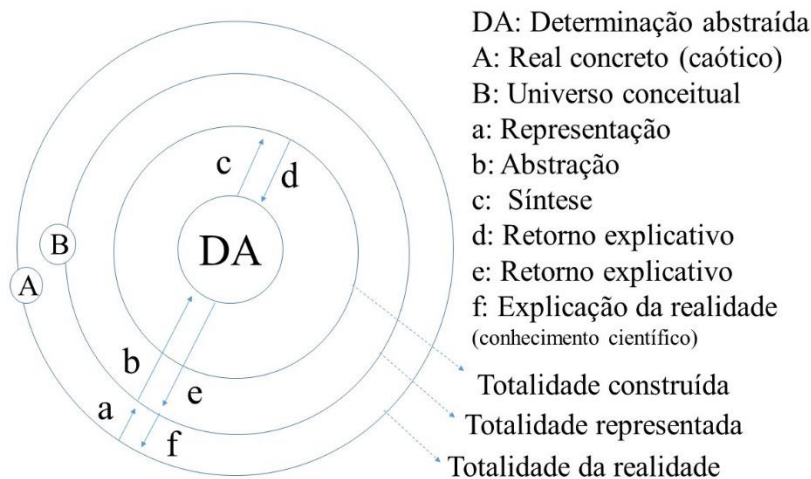 DA: Determinação abstraída
A: Real concreto (caótico)
B: Universo conceitual
a: Representação
b: Abstração
c: Síntese
d: Retorno explicativo
e: Retorno explicativo
f: Explicação da realidade
(conhecimento científico)
c
d
B
DA
A
b
e
a
f
Totalidade construída
Totalidade representada
Totalidade da realidade